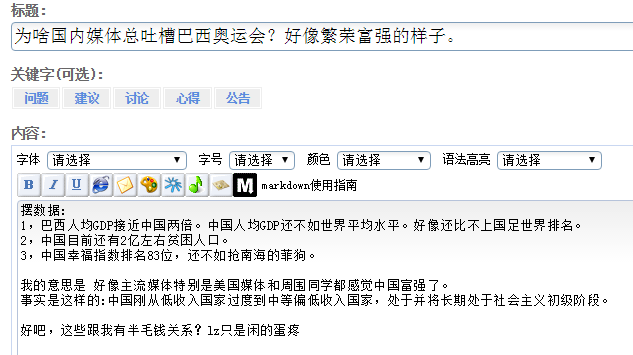 标题:
为啥国内媒体总吐槽巴西奥运会？好像繁荣富强的样子。
关键字(可选):
问题 建议 讨论 心得 公告
内容:
字体 请选择 字号 请选择 颜色 请选择 语法高亮 请选择
B I U M markdown使用指南
摆数据:
1，巴西人均GDP接近中国两倍。中国人均GDP还不如世界平均水平。好像还比不上国足世界排名。
2，中国目前还有2亿左右贫困人口。
3，中国幸福指数排名83位，还不如抢南海的菲狗。
我的意思是 好像主流媒体特别是美国媒体和周围同学都感觉中国富强了。
事实是这样的:中国刚从低收入国家过度到中等偏低收入国家，处于并将长期处于社会主义初级阶段。
好吧，这些跟我有半毛钱关系？lz只是闲的蛋疼